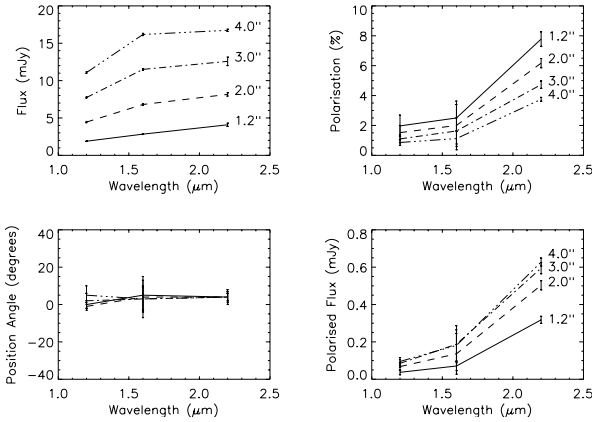 20
15
10
5
0
Flux (mJy)
4.0"
3.0"
2.0"
1.2"
1.0 1.5 2.0 2.5
Wavelength (μm)
10
8
6
4
2
0
Polarisation (%)
1.2"
2.0"
3.0"
4.0"
1.0 1.5 2.0 2.5
Wavelength (μm)
40
20
0
−20
−40
Position Angle (degrees)
1.0 1.5 2.0 2.5
Wavelength (μm)
0.8
0.6
0.4
0.2
0.0
Polarised Flux (mJy)
4.0"
3.0"
2.0"
1.2"
1.0 1.5 2.0 2.5
Wavelength (μm)